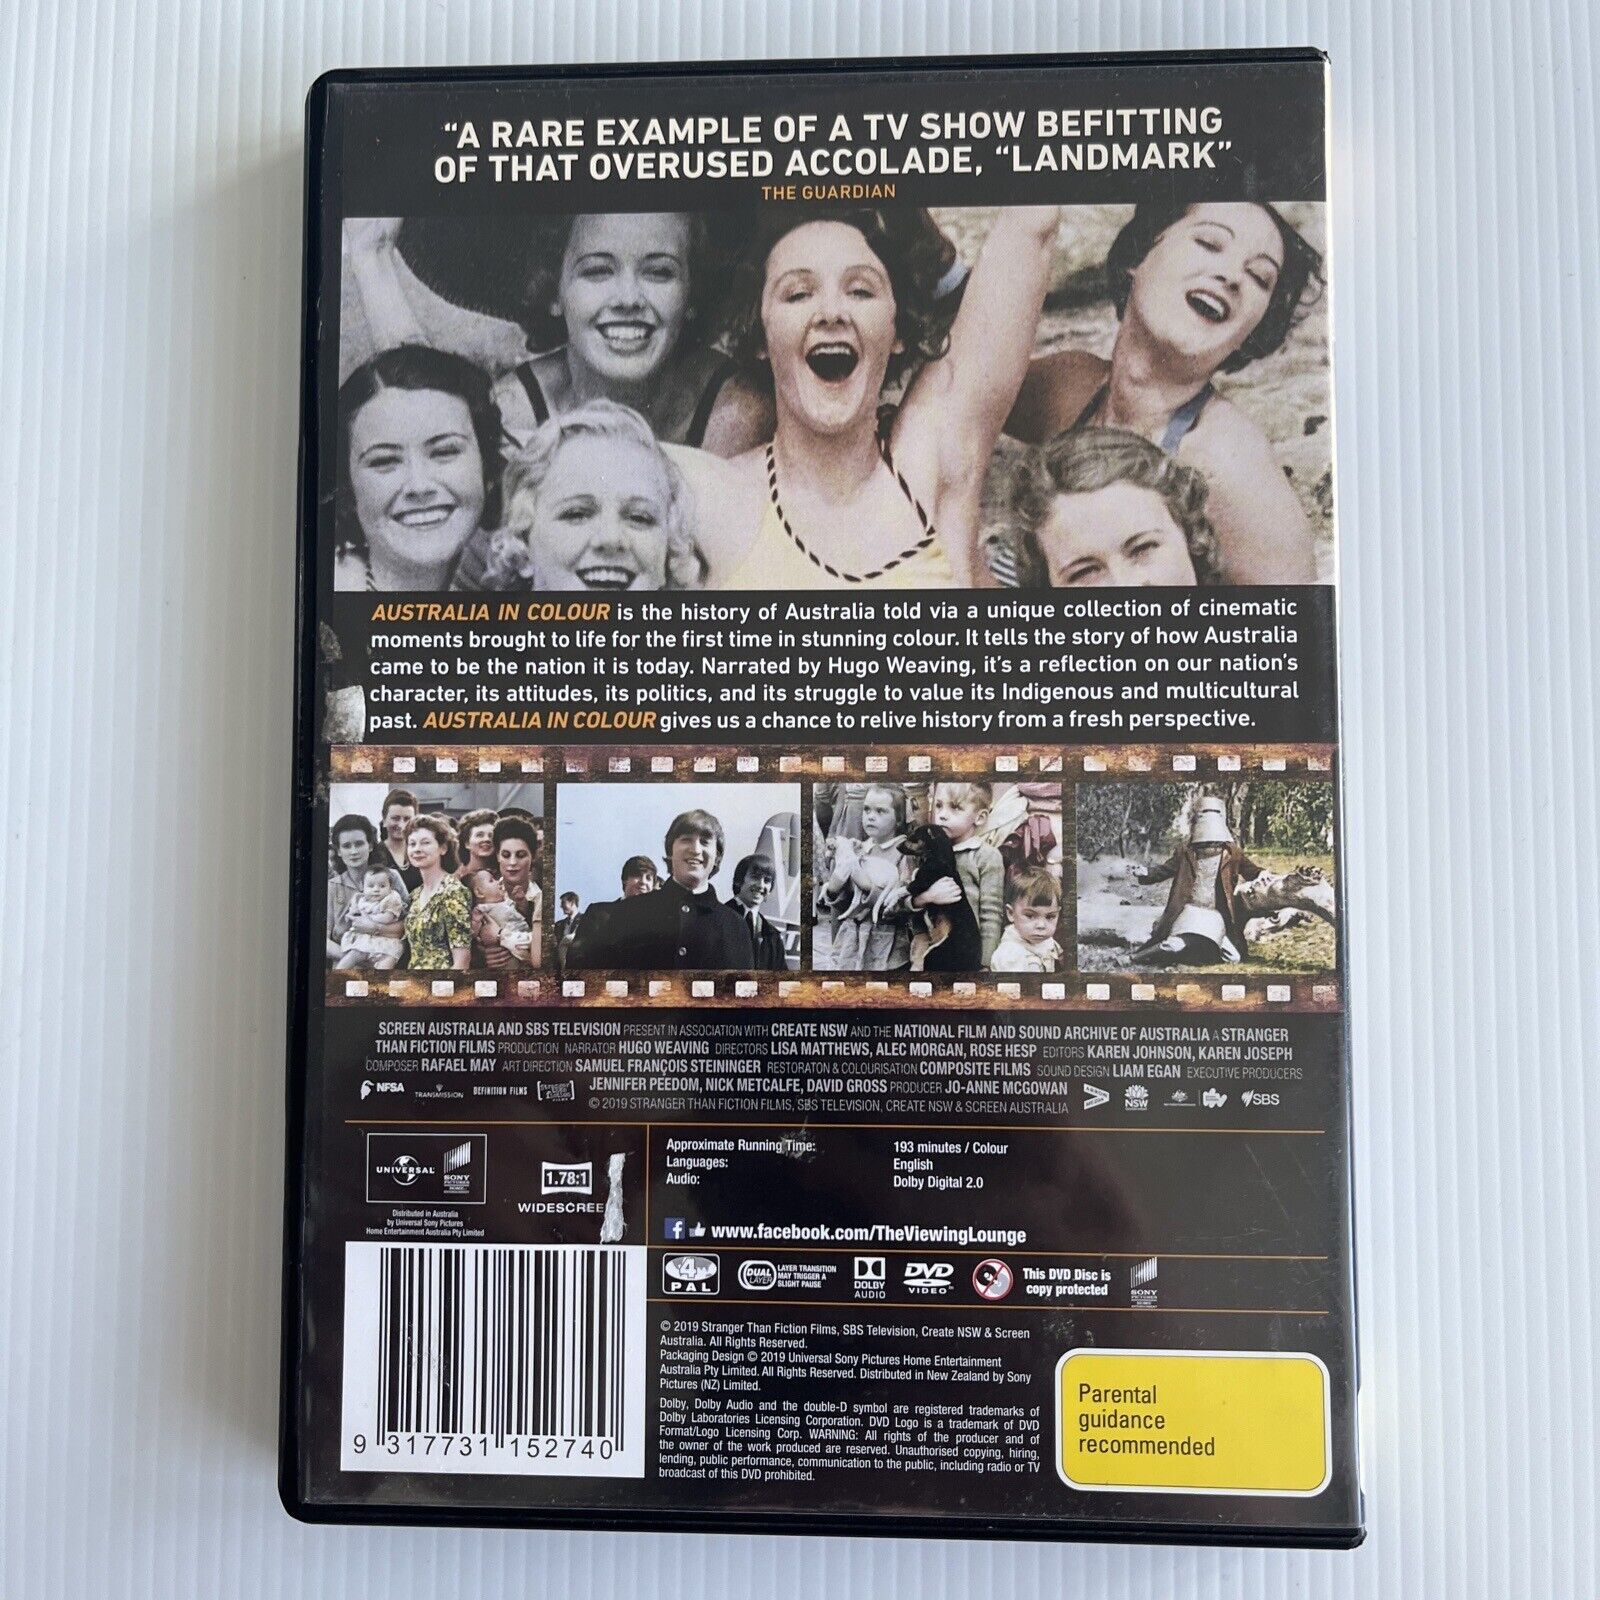 “A RARE EXAMPLE OF A TV SHOW BEFITTING
OF THAT OVERUSED ACCOLADE, “LANDMARK”
THE GUARDIAN
AUSTRALIA IN COLOUR is the history of Australia told via a unique collection of cinematic
moments brought to life for the first time in stunning colour. It tells the story of how Australia
came to be the nation it is today. Narrated by Hugo Weaving, it’s a reflection on our nation’s
character, its attitudes, its politics, and its struggle to value its Indigenous and multicultural
past. AUSTRALIA IN COLOUR gives us a chance to relive history from a fresh perspective.
SCREEN AUSTRALIA AND SBS TELEVISION PRESENT IN ASSOCIATION WITH CREATE NSW AND THE NATIONAL FILM AND SOUND ARCHIVE OF AUSTRALIA A STRANGER
THAN FICTION FILMS PRODUCTION NARRATOR HUGO WEAVING DIRECTORS LISA MATTHEWS, ALEC MORGAN, ROSE HESP EDITORS KAREN JOHNSON, KAREN JOSEPH
COMPOSER RAFAEL MAY ART DIRECTION SAMUEL FRANÇOIS STEININGER RESTORATON & COLOURISATION COMPOSITE FILMS SOUND DESIGN LIAM EGAN EXECUTIVE PRODUCERS
JENNIFER PEEDOM, NICK METCALFE, DAVID GROSS PRODUCER JO-ANNE MCGOWAN
NFSA
TRANSMISSION
DEFINITION FILMS
© 2019 STRANGER THAN FICTION FILMS, SBS TELEVISION, CREATE NSW & SCREEN AUSTRALIA
NSW
SBS
UNIVERSAL
SONY
Distributed in Australia
by Universal Sony Pictures
Home Entertainment Australia Pty Limited
1.78:1
WIDESCREE
Approximate Running Time: 193 minutes / Colour
Languages: English
Audio: Dolby Digital 2.0
f www.facebook.com/TheViewingLounge
4
PAL
DUAL LAYER
LAYER TRANSITION
MAY TRIGGER A
SLIGHT PAUSE
DOLBY
AUDIO
DVD
VIDEO
This DVD Disc is
copy protected
SONY
9 317731 152740
© 2019 Stranger Than Fiction Films, SBS Television, Create NSW & Screen
Australia. All Rights Reserved.
Packaging Design © 2019 Universal Sony Pictures Home Entertainment
Australia Pty Limited. All Rights Reserved. Distributed in New Zealand by Sony
Pictures (NZ) Limited.
Dolby, Dolby Audio and the double-D symbol are registered trademarks of
Dolby Laboratories Licensing Corporation. DVD Logo is a trademark of DVD
Format/Logo Licensing Corp. WARNING: All rights of the producer and of
the owner of the work produced are reserved. Unauthorised copying, hiring,
lending, public performance, communication to the public, including radio or TV
broadcast of this DVD prohibited.
Parental
guidance
recommended